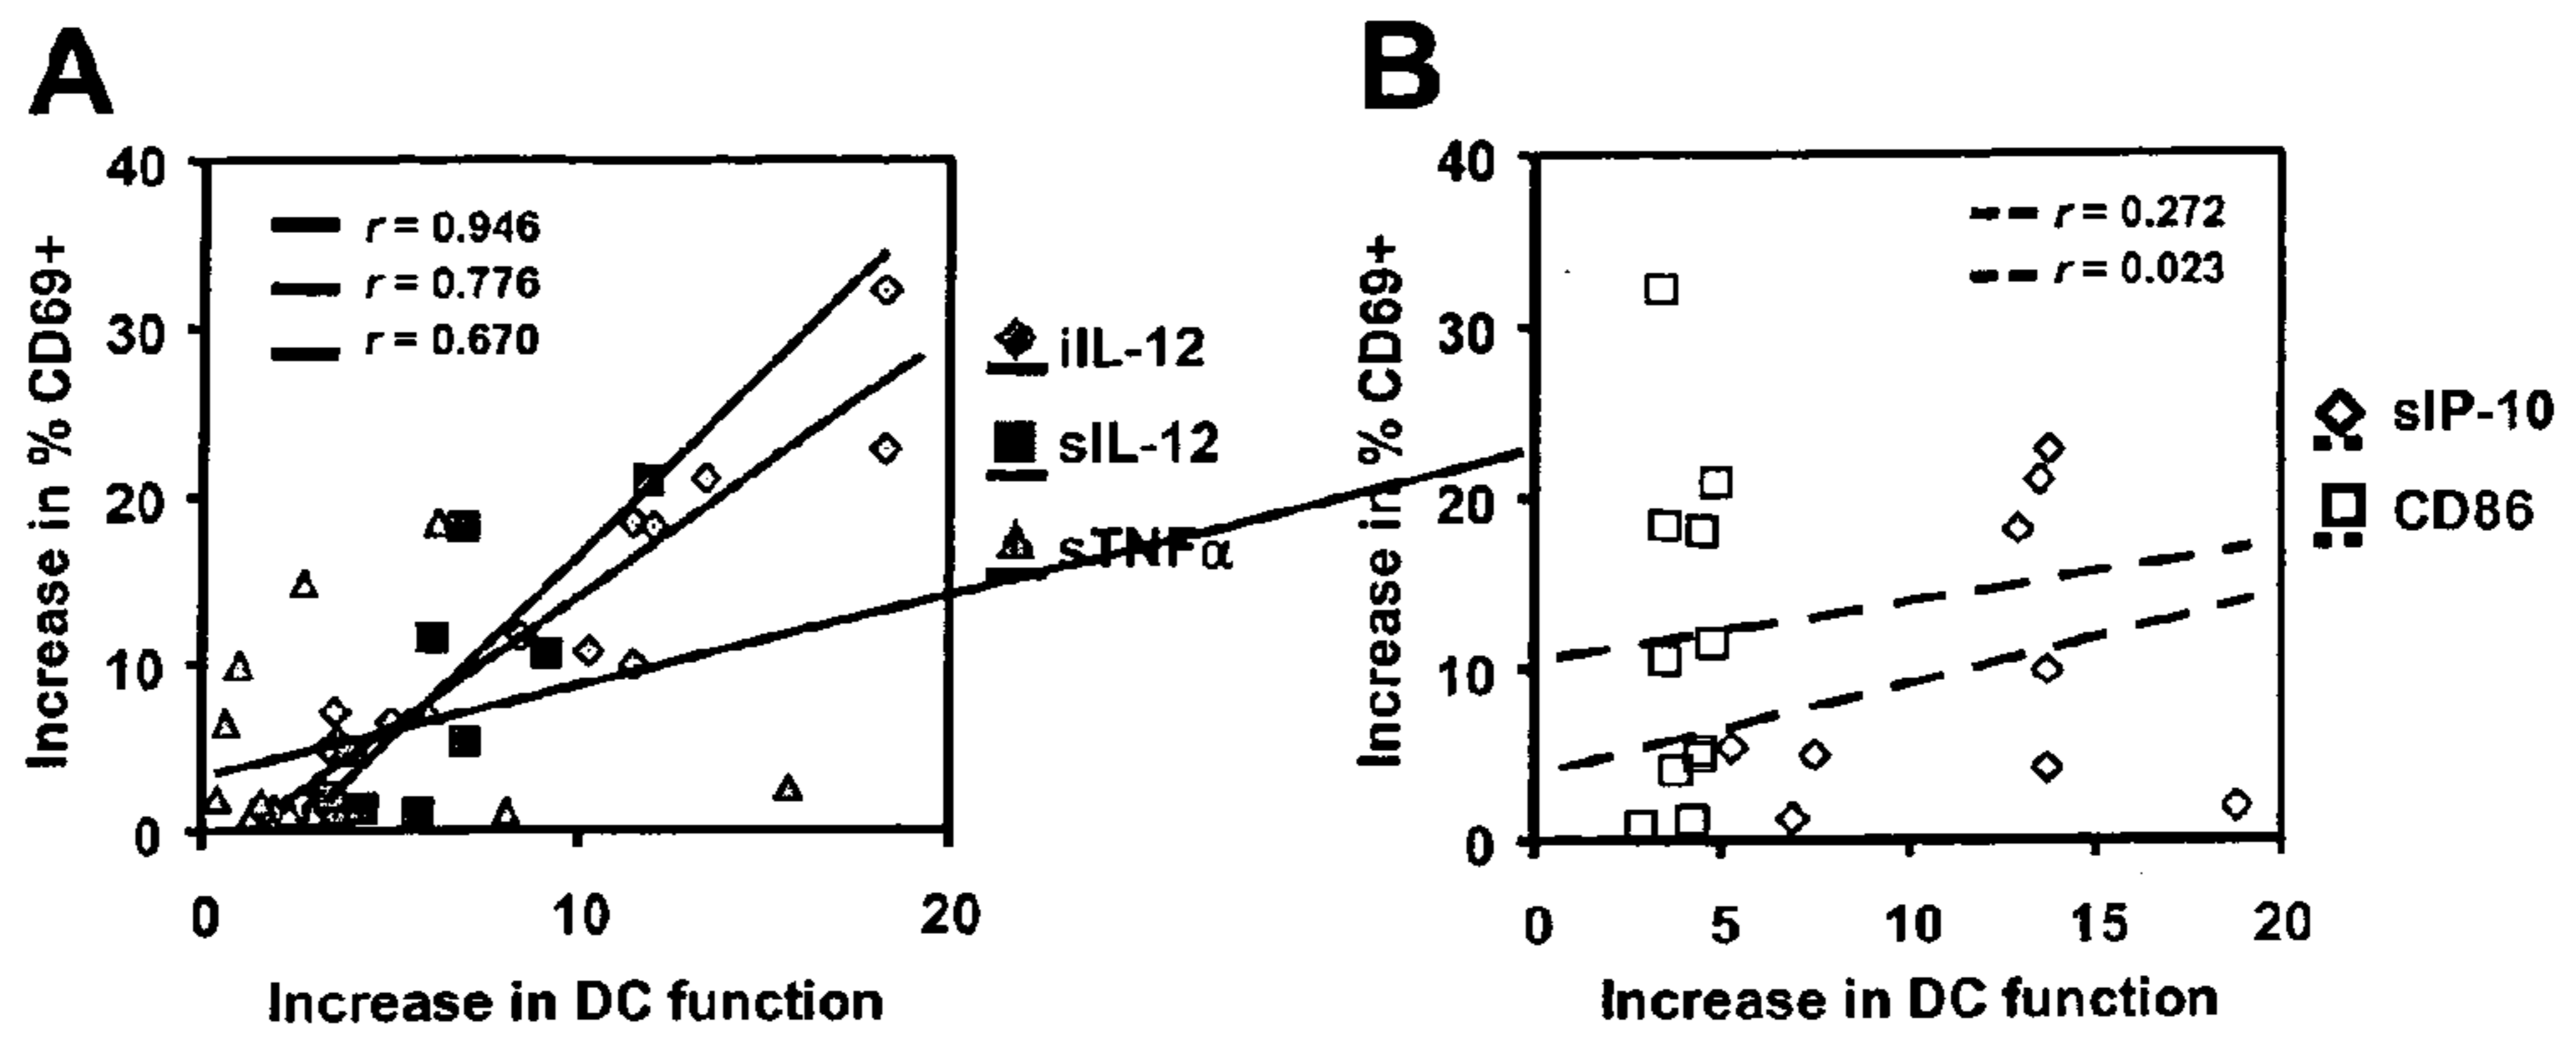 A
Increase in % CD69+
40
30
20
10
0
r = 0.946
r = 0.776
r = 0.670
0 10 20
Increase in DC function
iIL-12
sIL-12
sTNFα
B
Increase in % CD69+
40
30
20
10
0
r = 0.272
r = 0.023
0 5 10 15 20
Increase in DC function
sIP-10
CD86